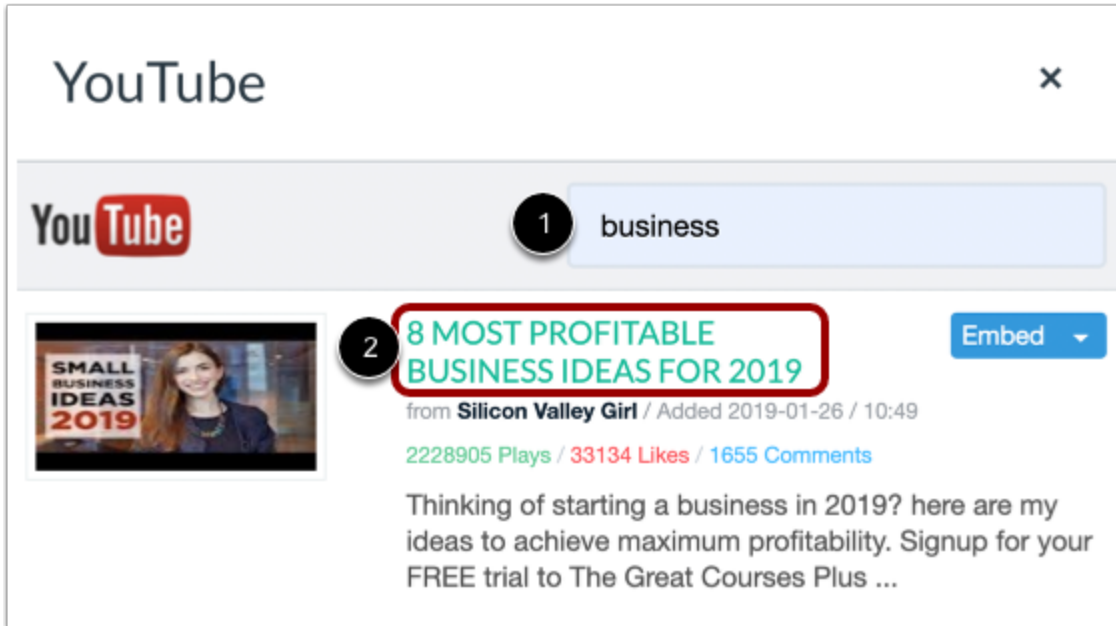 YouTube
×
YouTube
1
business
SMALL
BUSINESS
IDEAS
2019
2
8 MOST PROFITABLE
BUSINESS IDEAS FOR 2019
Embed
from Silicon Valley Girl / Added 2019-01-26 / 10:49
2228905 Plays / 33134 Likes / 1655 Comments
Thinking of starting a business in 2019? here are my
ideas to achieve maximum profitability. Signup for your
FREE trial to The Great Courses Plus ...